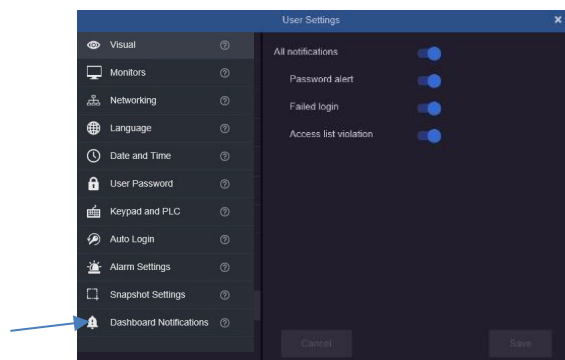 User Settings
Visual
Monitors
Networking
Language
Date and Time
User Password
Keypad and PLC
Auto Login
Alarm Settings
Snapshot Settings
Dashboard Notifications
All notifications
Password alert
Failed login
Access list violation
Cancel
Save